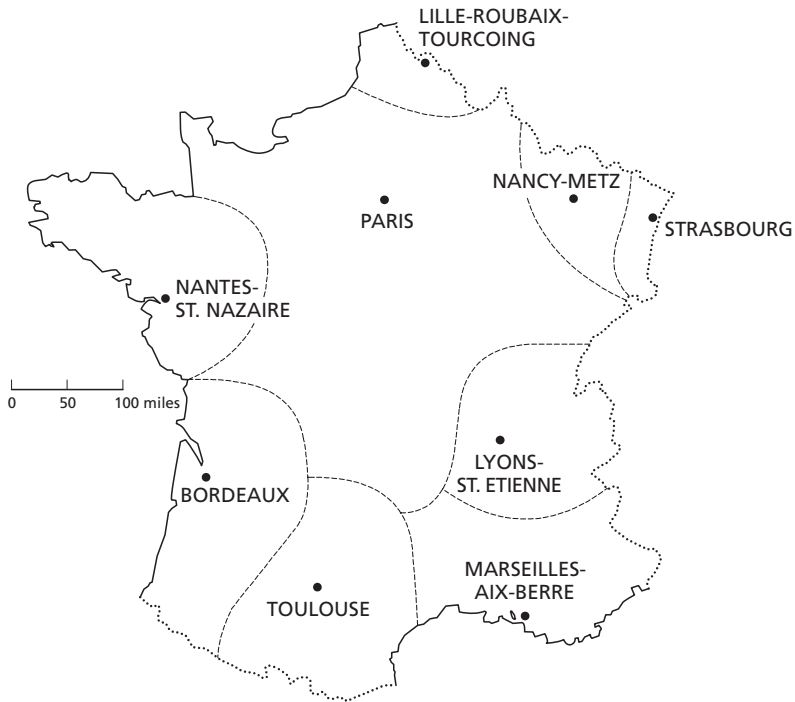 LILLE-ROUBAIX-
TOURCOING
NANCY-METZ
PARIS
STRASBOURG
NANTES-
ST. NAZAIRE
0 50 100 miles
LYONS-
ST. ETIENNE
BORDEAUX
MARSEILLES-
AIX-BERRE
TOULOUSE